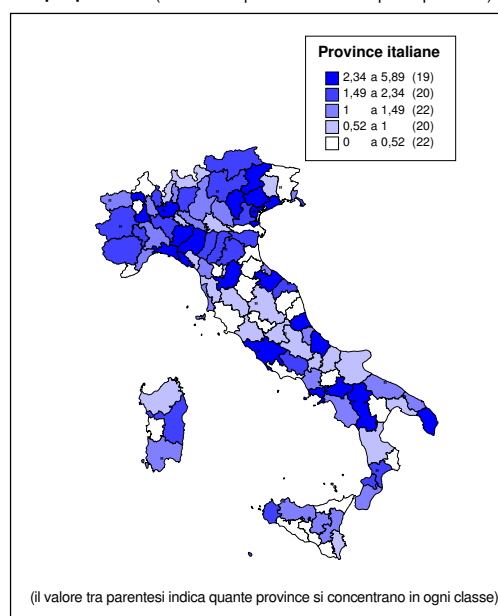 Province italiane
2,34 a 5,89 (19)
1,49 a 2,34 (20)
1 a 1,49 (22)
0,52 a 1 (20)
0 a 0,52 (22)
(il valore tra parentesi indica quante province si concentrano in ogni classe)